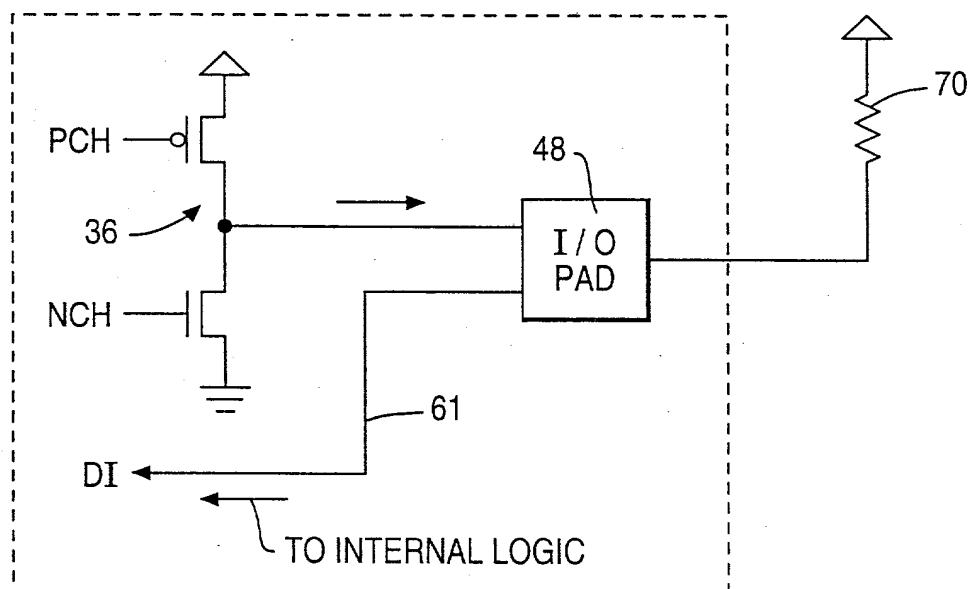 PCH
36
NCH
48
I/O
PAD
70
61
DI
TO INTERNAL LOGIC